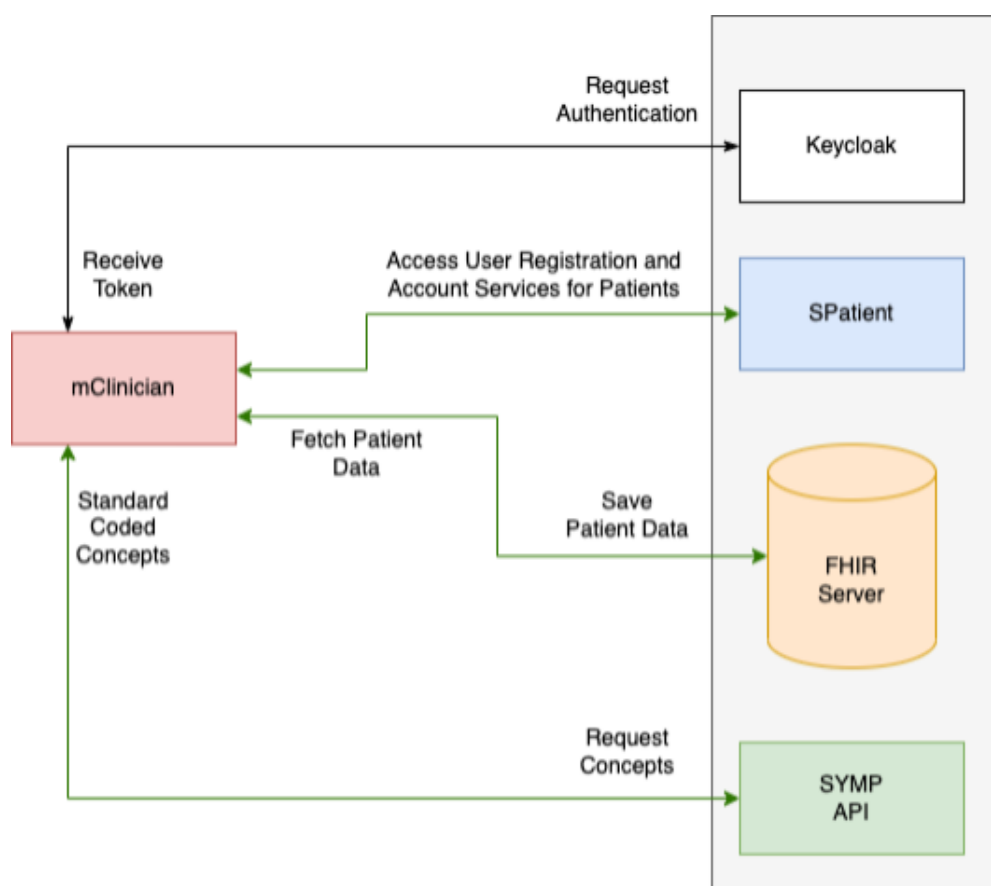 Request
Authentication
Keycloak
Receive
Token
Access User Registration and
Account Services for Patients
SPatient
mClinician
Fetch Patient
Data
Standard
Coded
Concepts
Save
Patient Data
FHIR
Server
Request
Concepts
SYMP
API